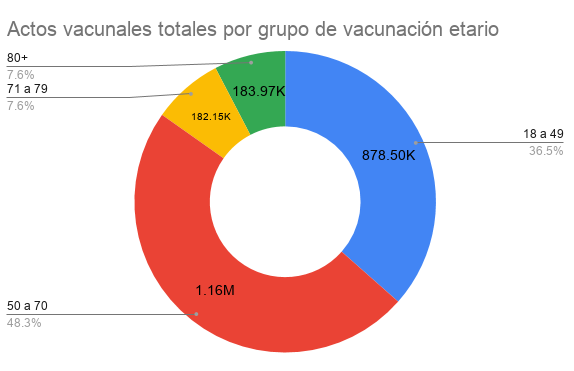 Actos vacunales totales por grupo de vacunación etario
80+
7.6%
71 a 79
7.6%
183.97K
182.15K
18 a 49
36.5%
878.50K
1.16M
50 a 70
48.3%